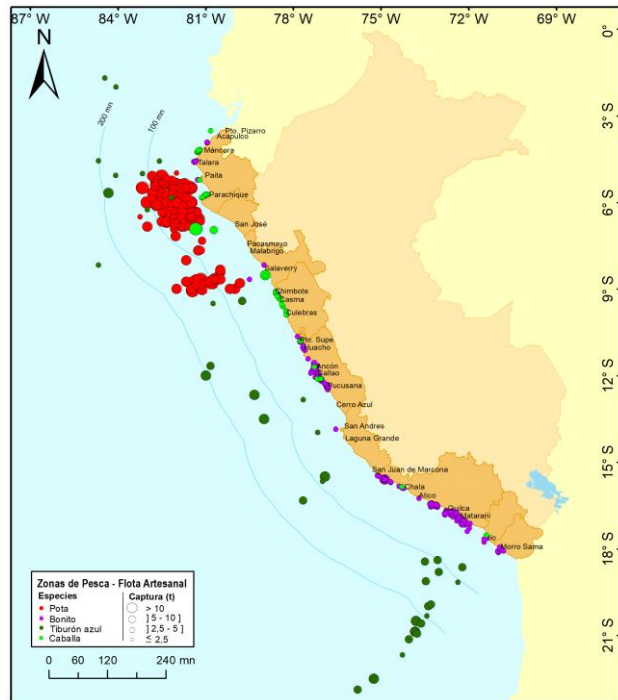 87° W
84° W
81° W
78° W
75° W
72° W
69° W
0°
3° S
6° S
9° S
12° S
15° S
18° S
21° S
N
200 mn
100 mn
Pto. Pizarro
Acapulco
Máncora
Talara
Paita
Parachique
San José
Pacasmayo
Malabrigo
Salaverry
Chimbote
Casma
Culebras
Pto. Supe
Huacho
Ancón
Callao
Pucusana
Cerro Azul
San Andres
Laguna Grande
San Juan de Marcona
Chala
Atico
Quilca
Matarani
Ilo
Morro Sama
Zonas de Pesca - Flota Artesanal
Especies Captura (t)
Pota > 10
Bonito ] 5 - 10 ]
Tiburón azul ] 2,5 - 5 ]
Caballa ≤ 2,5
0 60 120 240 mn